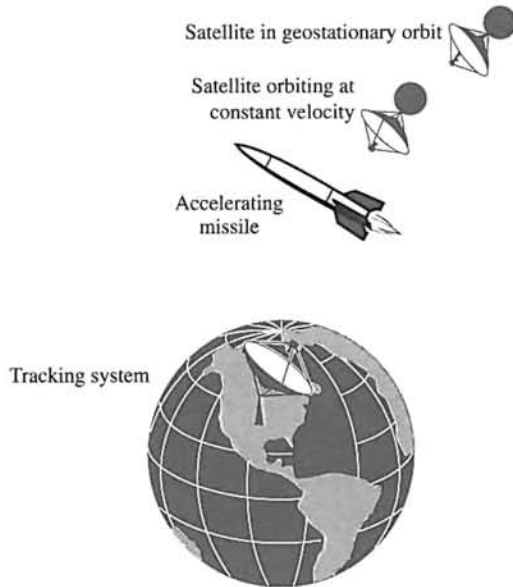 Satellite in geostationary orbit
Satellite orbiting at
constant velocity
Accelerating
missile
Tracking system